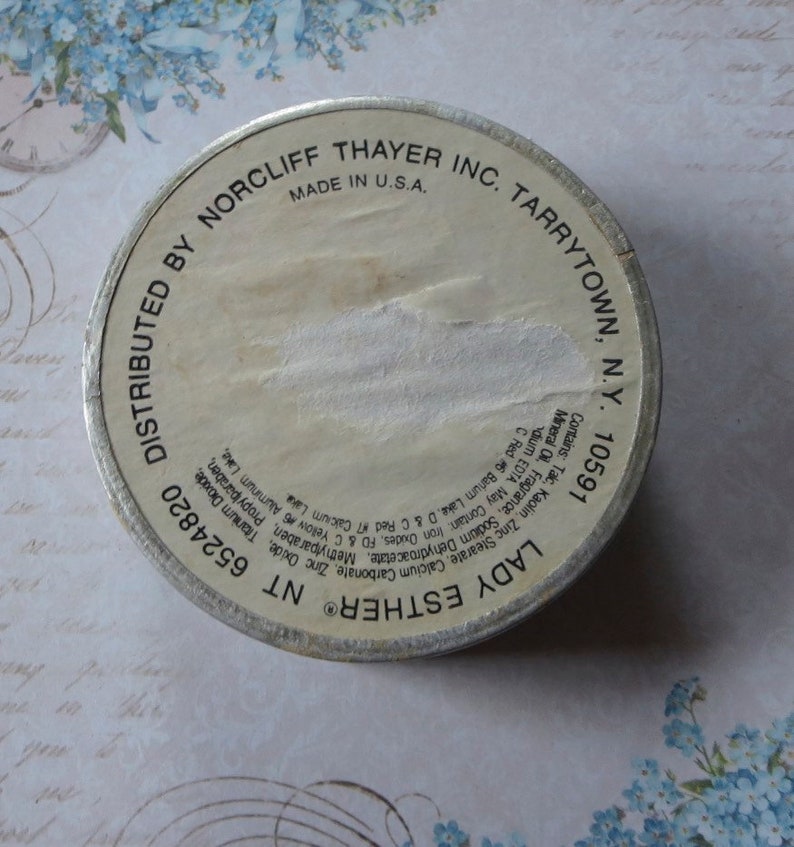 DISTRIBUTED BY NORCLIFF THAYER INC. TARRYTOWN, N.Y. 10591
MADE IN U.S.A.
LADY ESTHER® NT 6524820
Contains: Talc, Kaolin, Zinc Stearate, Calcium Carbonate, Zinc Oxide, Titanium Dioxide,
Mineral Oil, Fragrance, Sodium Dehydroacetate, Methylparaben, Propylparaben,
dium EDTA May Contain: Iron Oxides, FD & C Yellow #6 Aluminum Lake,
C Red #6 Barium Lake, D & C Red #7 Calcium Lake